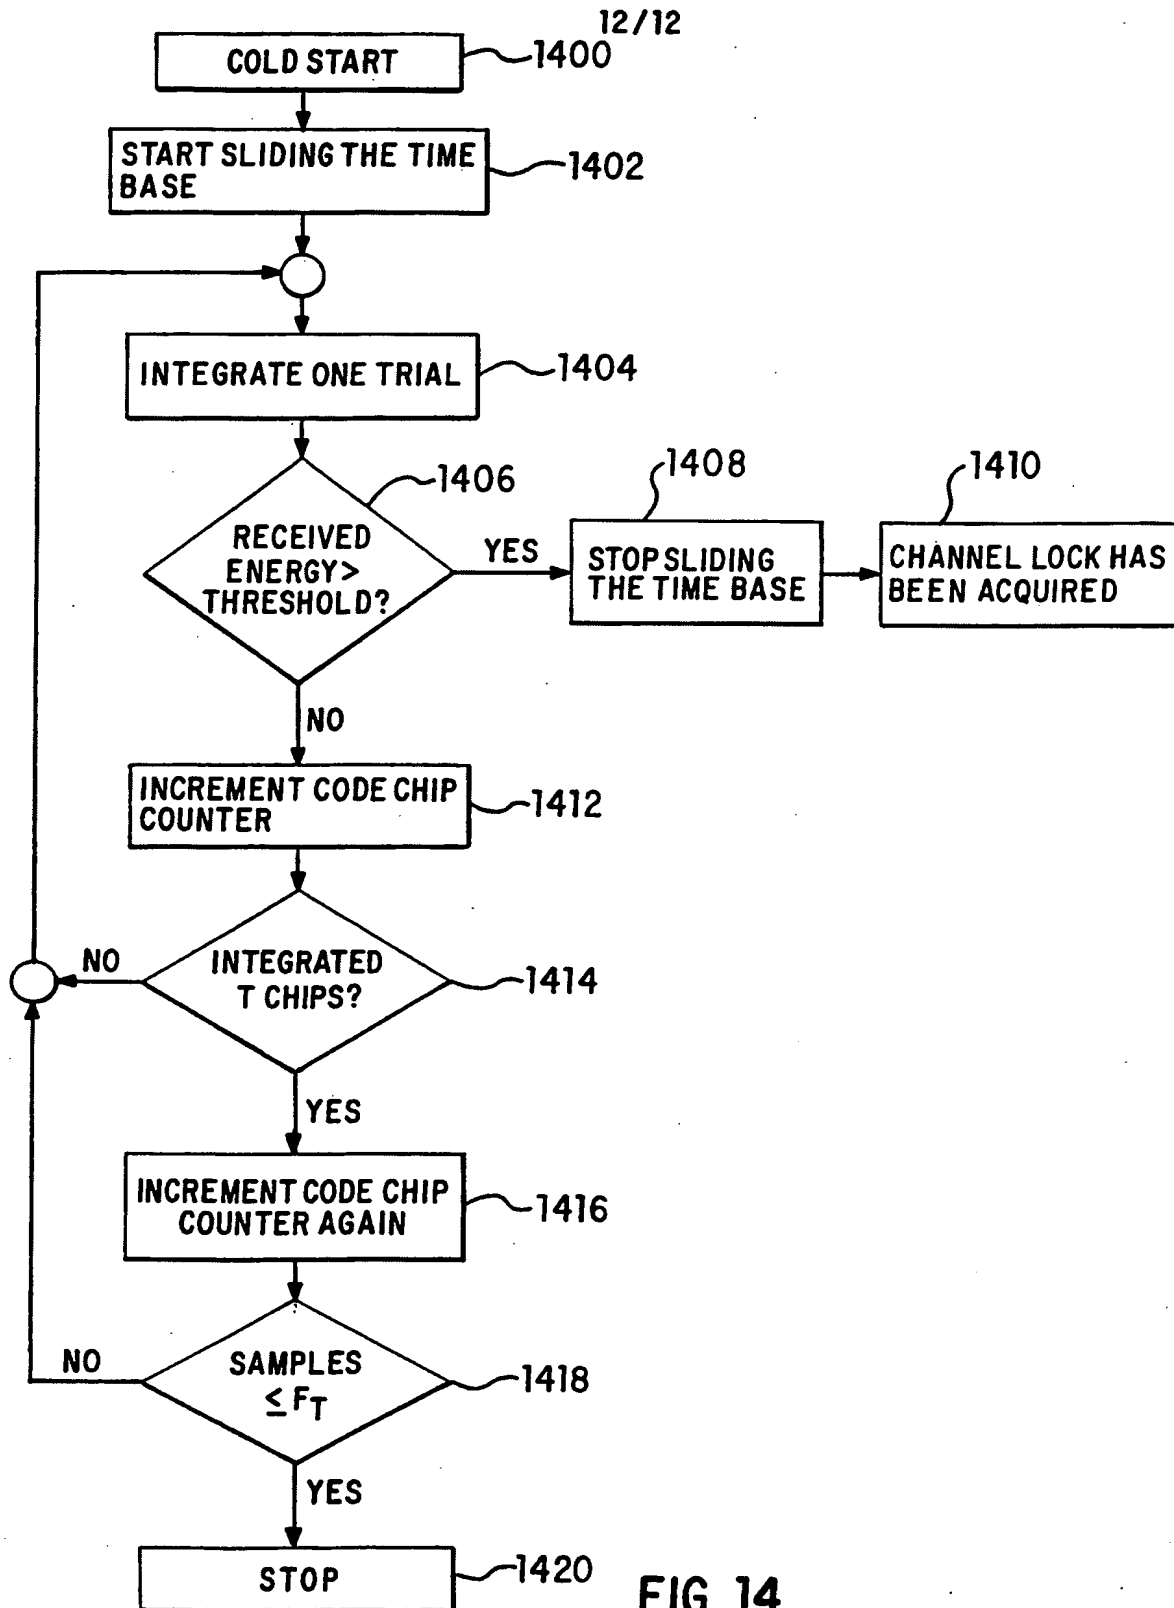 12/12
COLD START
1400
START SLIDING THE TIME
BASE
1402
INTEGRATE ONE TRIAL
1404
1406
RECEIVED
ENERGY>
THRESHOLD?
YES
1408
STOP SLIDING
THE TIME BASE
1410
CHANNEL LOCK HAS
BEEN ACQUIRED
NO
INCREMENT CODE CHIP
COUNTER
1412
NO
INTEGRATED
T CHIPS?
1414
YES
INCREMENT CODE CHIP
COUNTER AGAIN
1416
NO
SAMPLES
≤ FT
1418
YES
STOP
1420
FIG 14